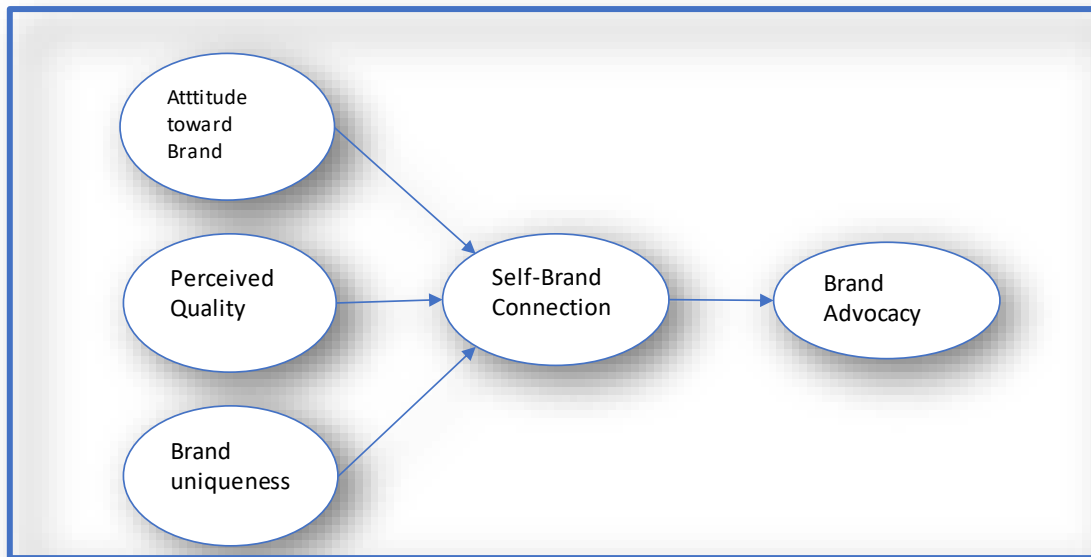 Atttitude
toward
Brand
Perceived
Quality
Brand
uniqueness
Self-Brand
Connection
Brand
Advocacy